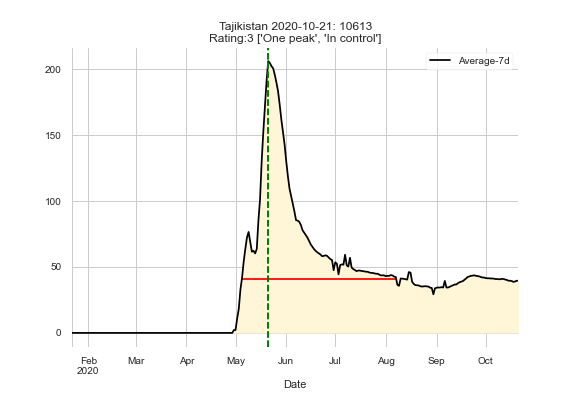 Tajikistan 2020-10-21: 10613
Rating:3 ['One peak', 'In control']
Average-7d
200
150
100
50
0
Feb Mar Apr May Jun Jul Aug Sep Oct
2020
Date